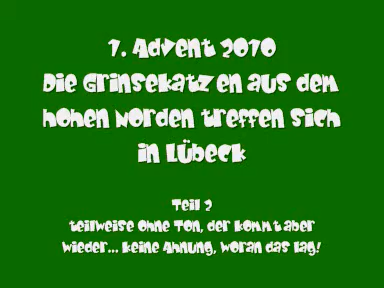 1. Advent 2010
Die Grinsekatzen aus dem
hohen Norden treffen sich
in Lübeck
Teil 2
teilweise ohne Ton, der kommt aber
wieder... keine Ahnung, woran das lag!